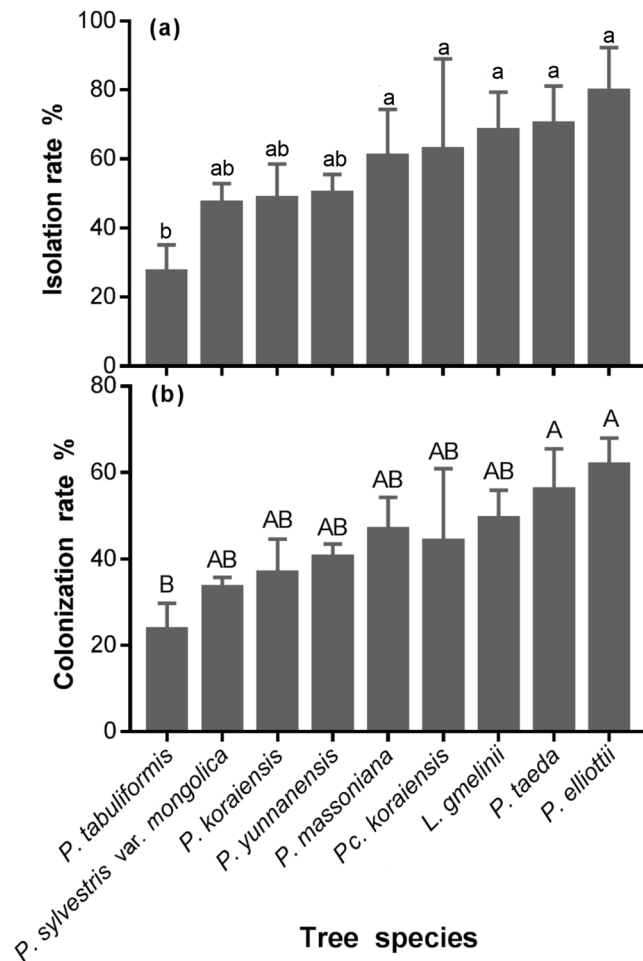 (a)
Isolation rate %
100
80
60
40
20
0
b
ab
ab
ab
a
a
a
a
a
(b)
Colonization rate %
80
60
40
20
0
B
AB
AB
AB
AB
AB
AB
A
A
P. tabuliformis
P. sylvestris var. mongolica
P. koraiensis
P. yunnanensis
P. massoniana
Pc. koraiensis
L. gmelinii
P. taeda
P. elliottii
Tree species